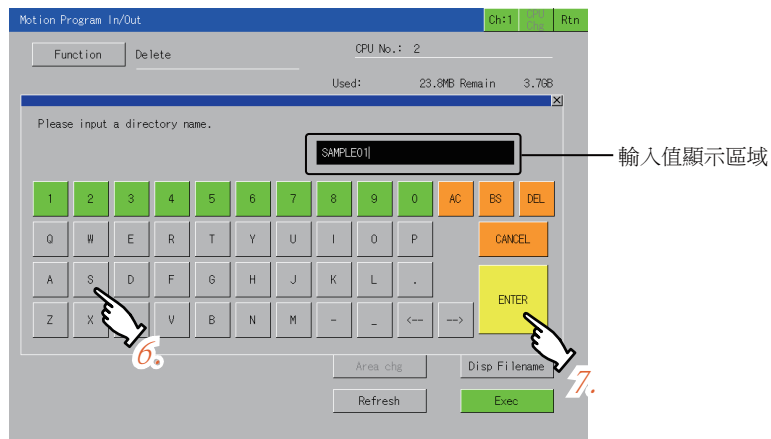 Motion Program In/Out Ch:1 CPU Chg Rtn
Function Delete CPU No.: 2
Used: 23.8MB Remain 3.7GB
Please input a directory name.
SAMPLE01
輸入值顯示區域
1 2 3 4 5 6 7 8 9 0 AC BS DEL
Q W E R T Y U I O P CANCEL
A S D F G H J K L . ENTER
Z X V B N M - _ <-- -->
6.
7.
Area chg Disp Filename
Refresh Exec